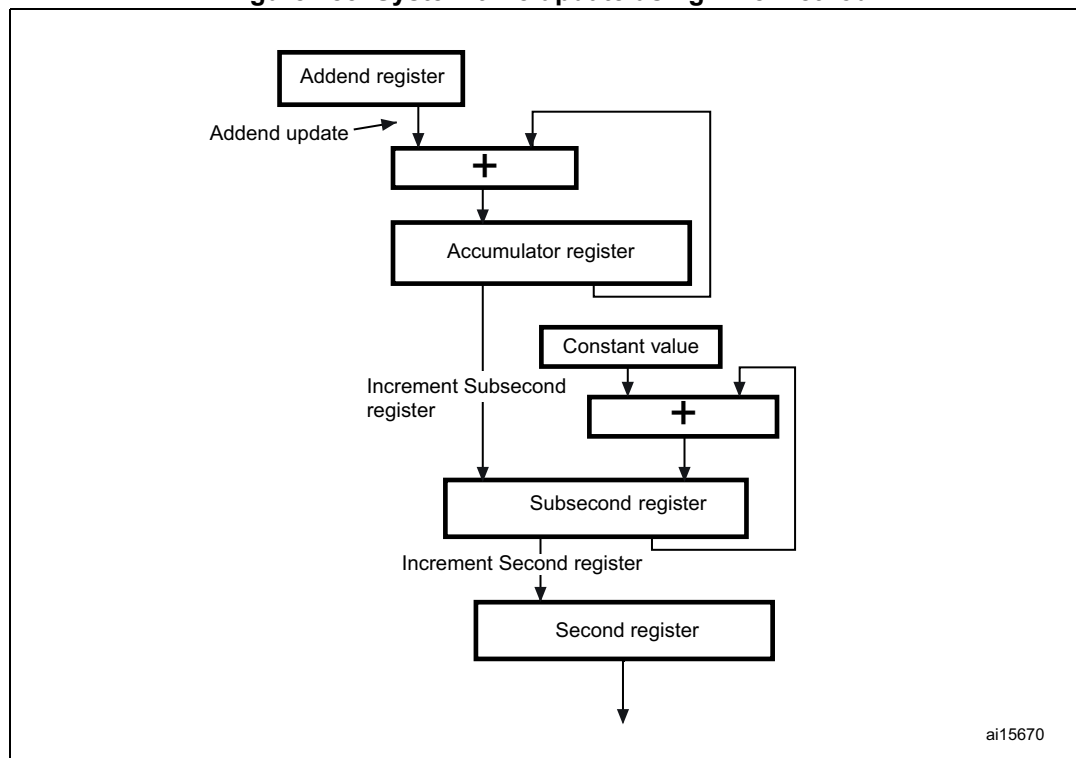 Addend register
Addend update
+
Accumulator register
Constant value
Increment Subsecond
register
+
Subsecond register
Increment Second register
Second register
ai15670